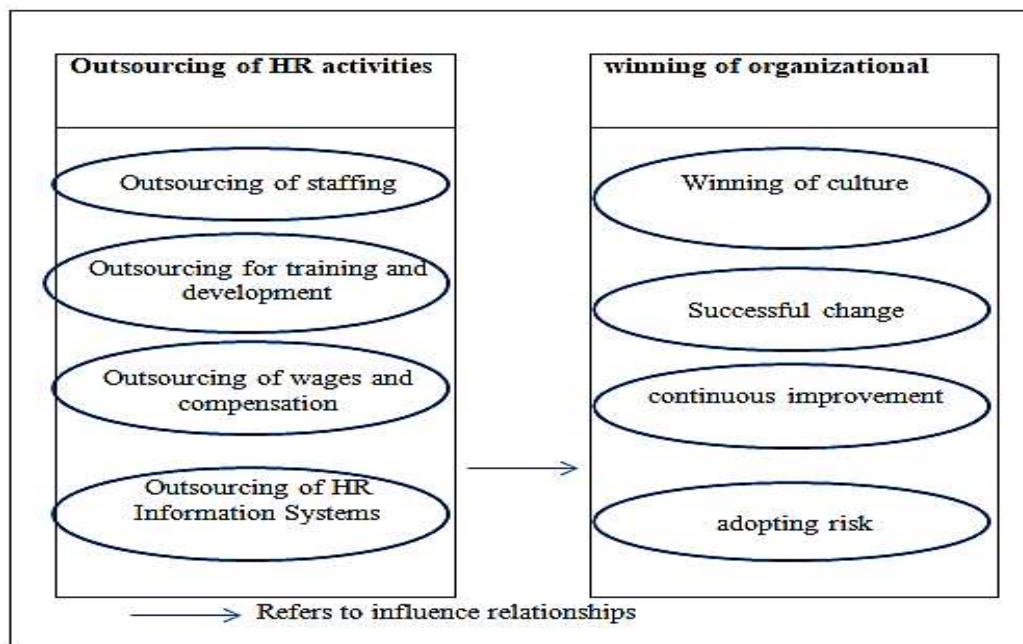 Outsourcing of HR activities
Outsourcing of staffing
Outsourcing for training and
development
Outsourcing of wages and
compensation
Outsourcing of HR
Information Systems
winning of organizational
Winning of culture
Successful change
continuous improvement
adopting risk
Refers to influence relationships